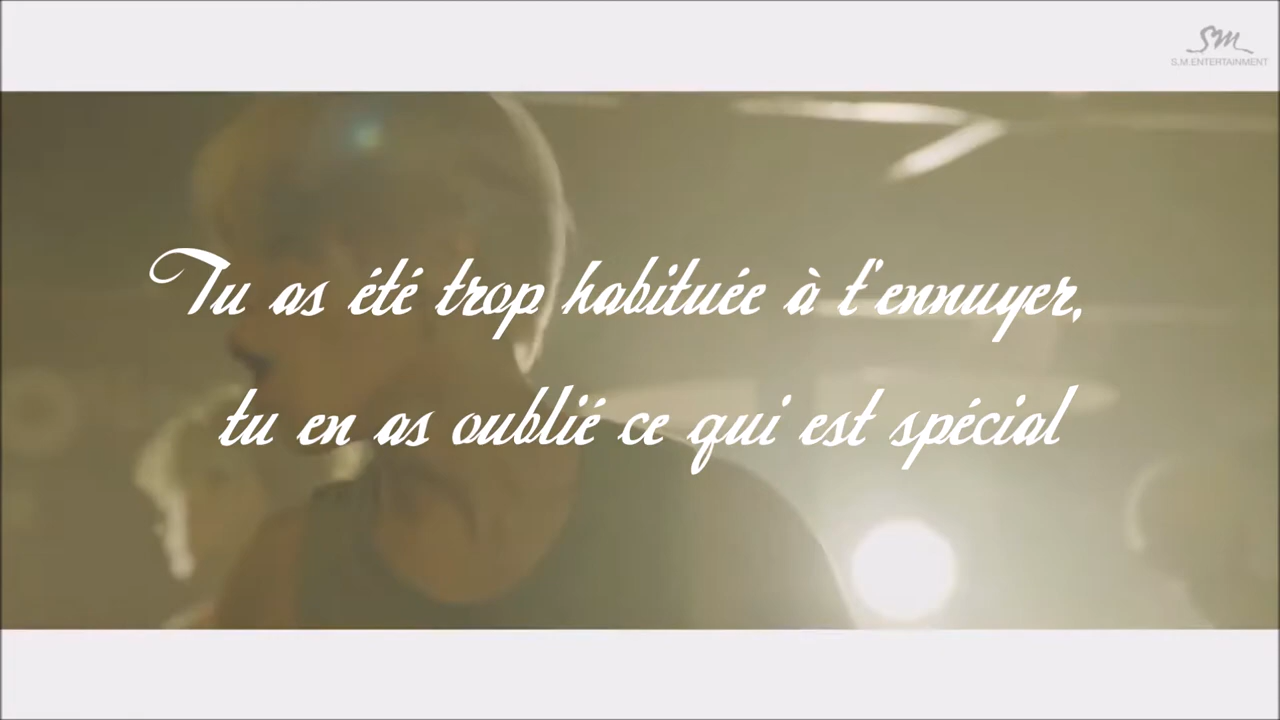 SM
S.M.ENTERTAINMENT
Tu as été trop habituée à t'ennuyer,
tu en as oublié ce qui est spécial